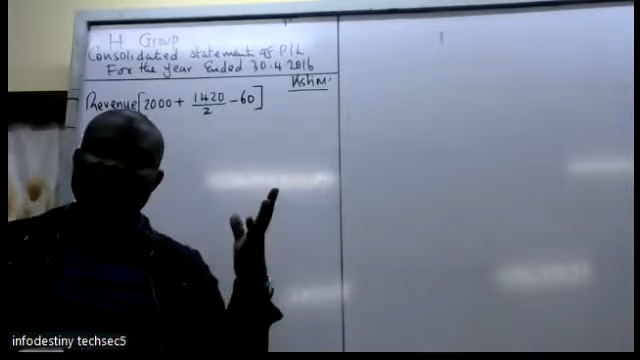 H Group
Consolidated statement of P/L
For the Year Ended 30.4.2016
KshM'
Revenue [2000 + 1420/2 - 60]
infodestiny techsec5